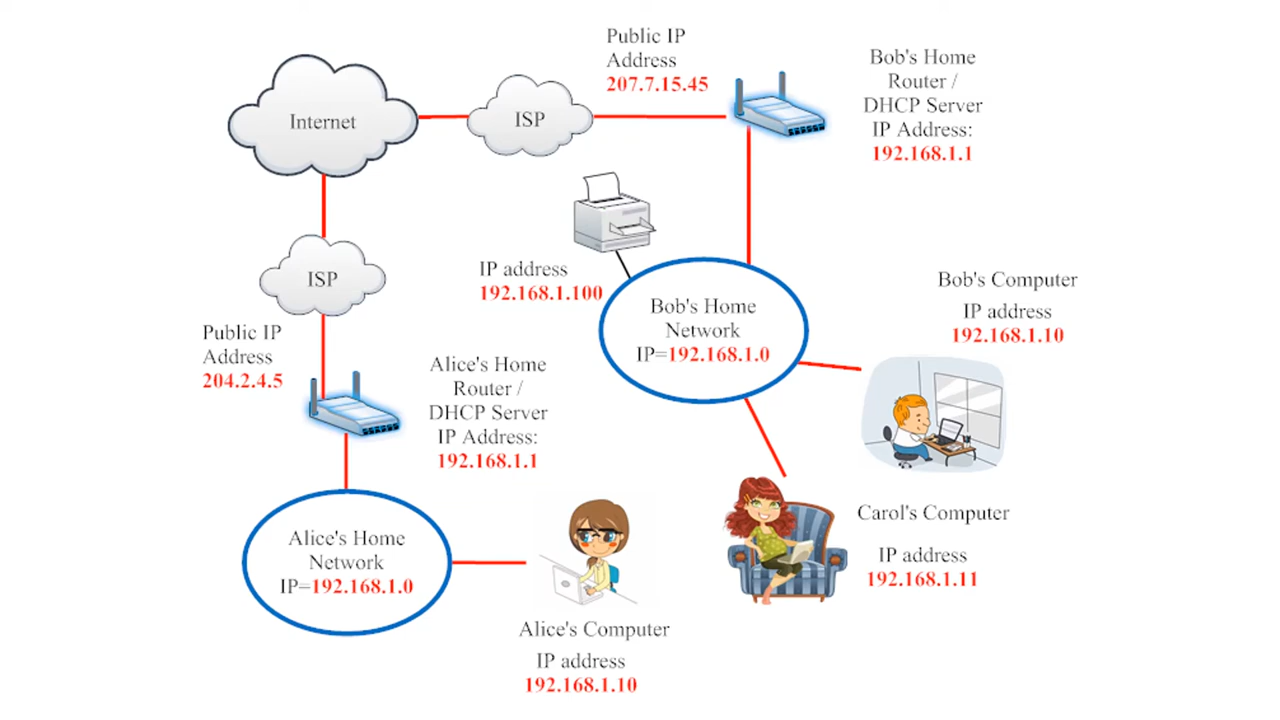 Public IP
Address
207.7.15.45
Bob's Home
Router /
DHCP Server
IP Address:
192.168.1.1
Internet
ISP
IP address
192.168.1.100
Bob's Home
Network
IP=192.168.1.0
Bob's Computer
IP address
192.168.1.10
ISP
Public IP
Address
204.2.4.5
Alice's Home
Router /
DHCP Server
IP Address:
192.168.1.1
Carol's Computer
IP address
192.168.1.11
Alice's Home
Network
IP=192.168.1.0
Alice's Computer
IP address
192.168.1.10